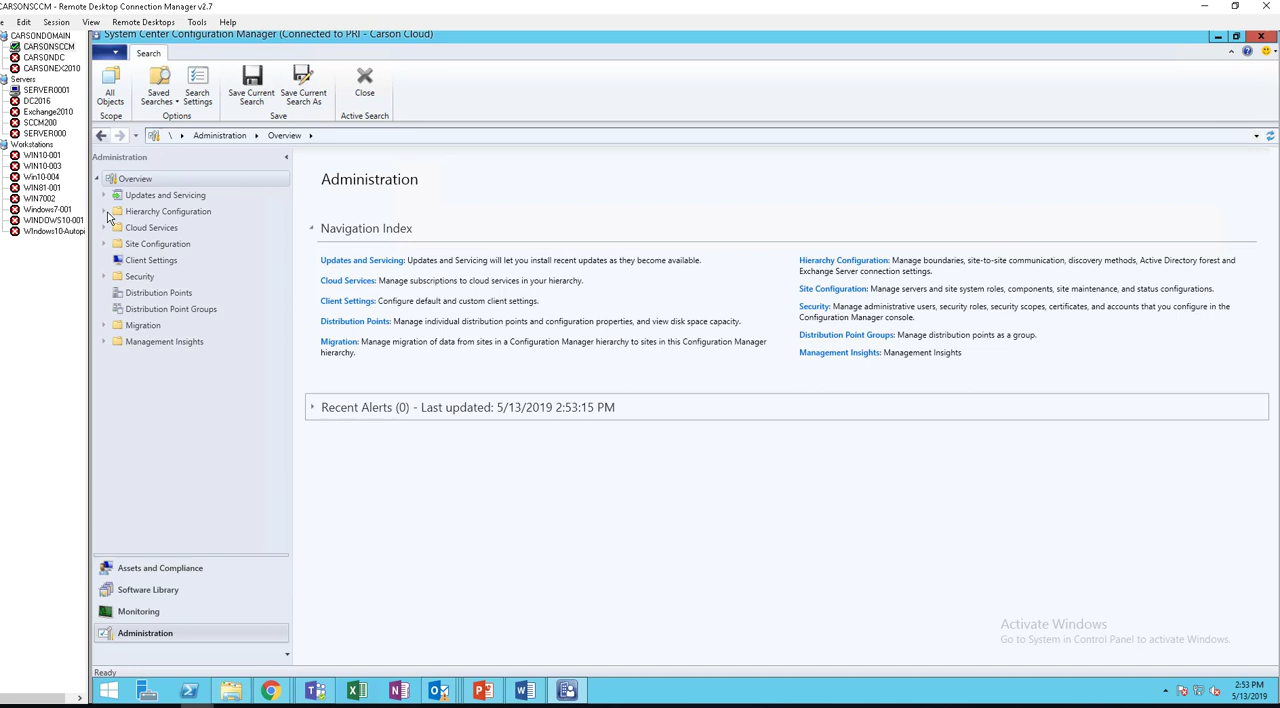 CARSONSCCM - Remote Desktop Connection Manager v2.7
e Edit Session View Remote Desktops Tools Help
CARSONDOMAIN
CARSONSCCM
CARSONDC
CARSONEX2010
Servers
SERVER0001
DC2016
Exchange2010
SCCM200
SERVER000
Workstations
WIN10-001
WIN10-003
Win10-004
WIN81-001
WIN7002
Windows7-001
WINDOWS10-001
WIndows10-Autopi
System Center Configuration Manager (Connected to PRI - Carson Cloud)
Search
All Objects
Saved Searches
Search Settings
Save Current Search
Save Current Search As
Close
Scope
Options
Save
Active Search
\ Administration Overview
Administration
Overview
Updates and Servicing
Hierarchy Configuration
Cloud Services
Site Configuration
Client Settings
Security
Distribution Points
Distribution Point Groups
Migration
Management Insights
Assets and Compliance
Software Library
Monitoring
Administration
Administration
Navigation Index
Updates and Servicing: Updates and Servicing will let you install recent updates as they become available.
Cloud Services: Manage subscriptions to cloud services in your hierarchy.
Client Settings: Configure default and custom client settings.
Distribution Points: Manage individual distribution points and configuration properties, and view disk space capacity.
Migration: Manage migration of data from sites in a Configuration Manager hierarchy to sites in this Configuration Manager
hierarchy.
Hierarchy Configuration: Manage boundaries, site-to-site communication, discovery methods, Active Directory forest and
Exchange Server connection settings.
Site Configuration: Manage servers and site system roles, components, site maintenance, and status configurations.
Security: Manage administrative users, security roles, security scopes, certificates, and accounts that you configure in the
Configuration Manager console.
Distribution Point Groups: Manage distribution points as a group.
Management Insights: Management Insights
Recent Alerts (0) - Last updated: 5/13/2019 2:53:15 PM
Activate Windows
Go to System in Control Panel to activate Windows.
Ready
2:53 PM
5/13/2019